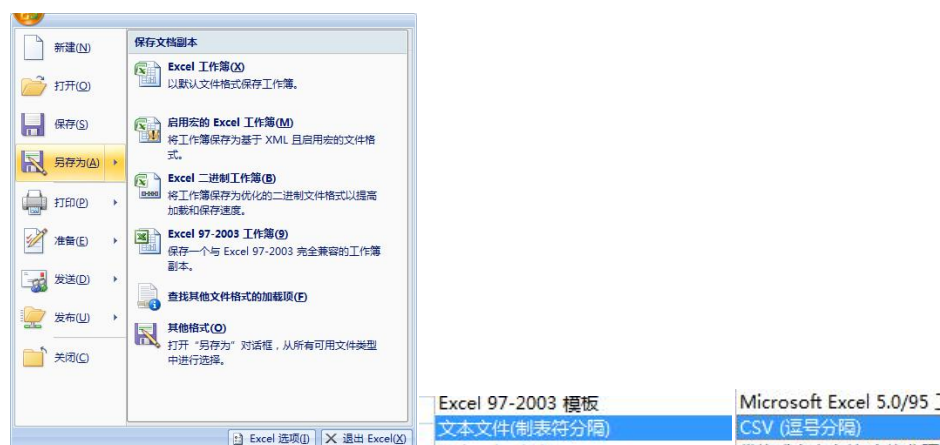 新建(N)
打开(O)
保存(S)
另存为(A)
打印(P)
准备(E)
发送(D)
发布(U)
关闭(C)
保存文档副本
Excel 工作簿(X)
以默认文件格式保存工作簿。
启用宏的 Excel 工作簿(M)
将工作簿保存为基于 XML 且启用宏的文件格
式。
Excel 二进制工作簿(B)
将工作簿保存为优化的二进制文件格式以提高
加载和保存速度。
Excel 97-2003 工作簿(9)
保存一个与 Excel 97-2003 完全兼容的工作簿
副本。
查找其他文件格式的加载项(F)
其他格式(O)
打开“另存为”对话框，从所有可用文件类型
中进行选择。
Excel 选项(I)
退出 Excel(X)
Excel 97-2003 模板
文本文件(制表符分隔)
Microsoft Excel 5.0/95
CSV (逗号分隔)